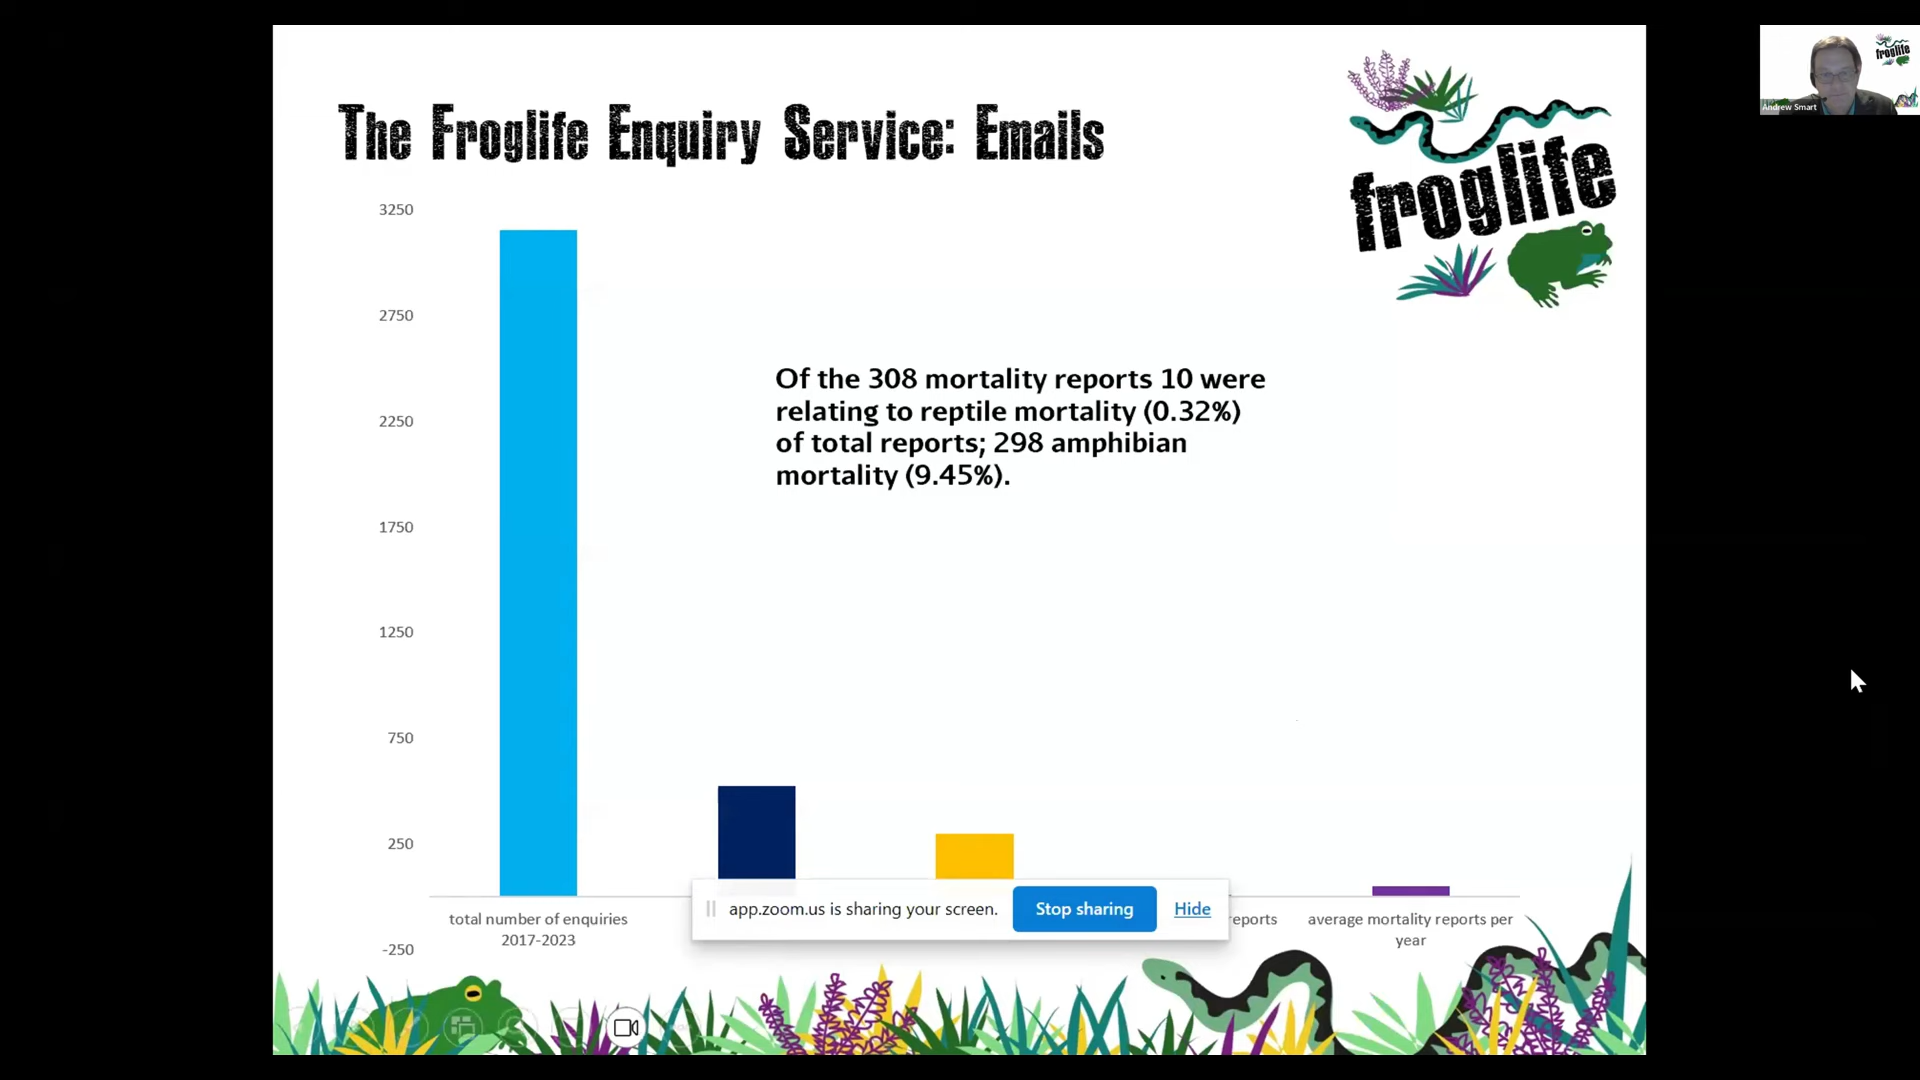 The Froglife Enquiry Service: Emails
froglife
froglife
Andrew Smart
3250
2750
2250
1750
1250
750
250
-250
Of the 308 mortality reports 10 were
relating to reptile mortality (0.32%)
of total reports; 298 amphibian
mortality (9.45%).
total number of enquiries
2017-2023
app.zoom.us is sharing your screen.
Stop sharing
Hide
reports
average mortality reports per
year